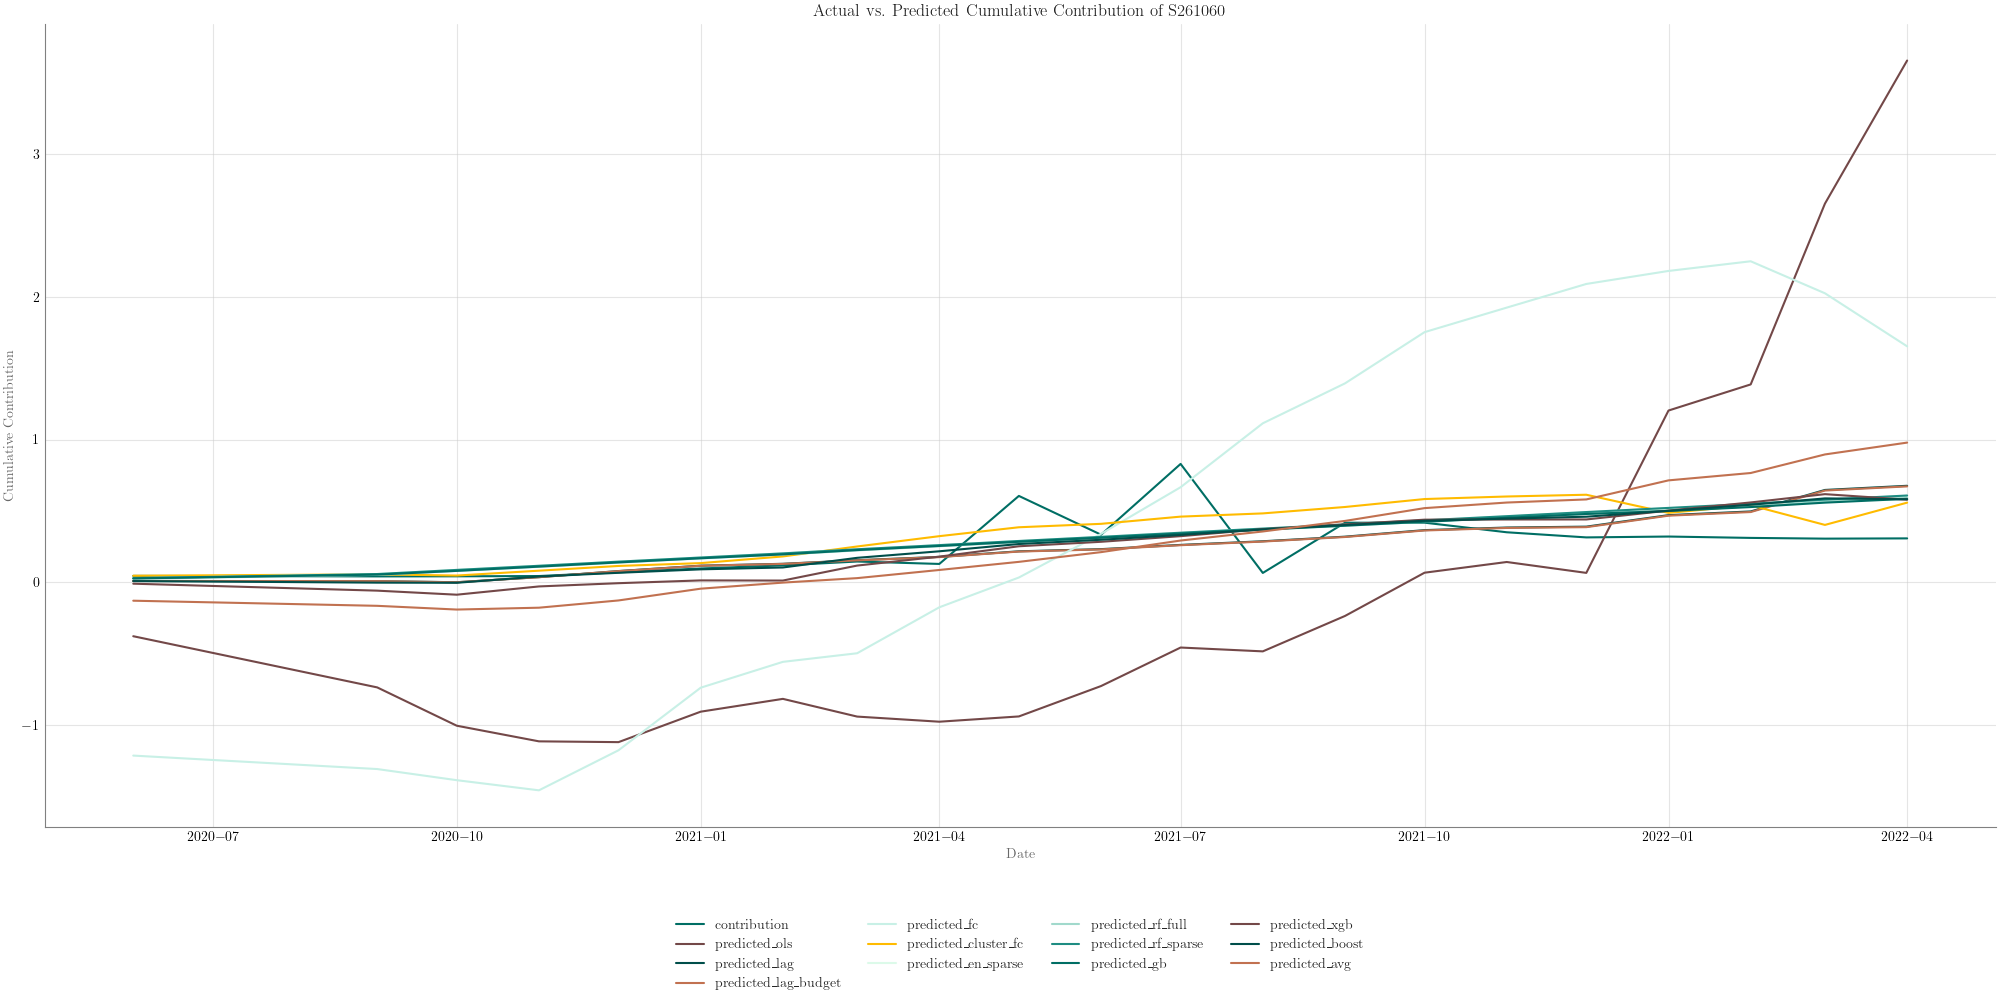 Actual vs. Predicted Cumulative Contribution of S261060
Cumulative Contribution
3
2
1
0
−1
2020−07
2020−10
2021−01
2021−04
2021−07
2021−10
2022−01
2022−04
Date
contribution
predicted_ols
predicted_lag
predicted_lag_budget
predicted_fc
predicted_cluster_fc
predicted_en_sparse
predicted_rf_full
predicted_rf_sparse
predicted_gb
predicted_xgb
predicted_boost
predicted_avg